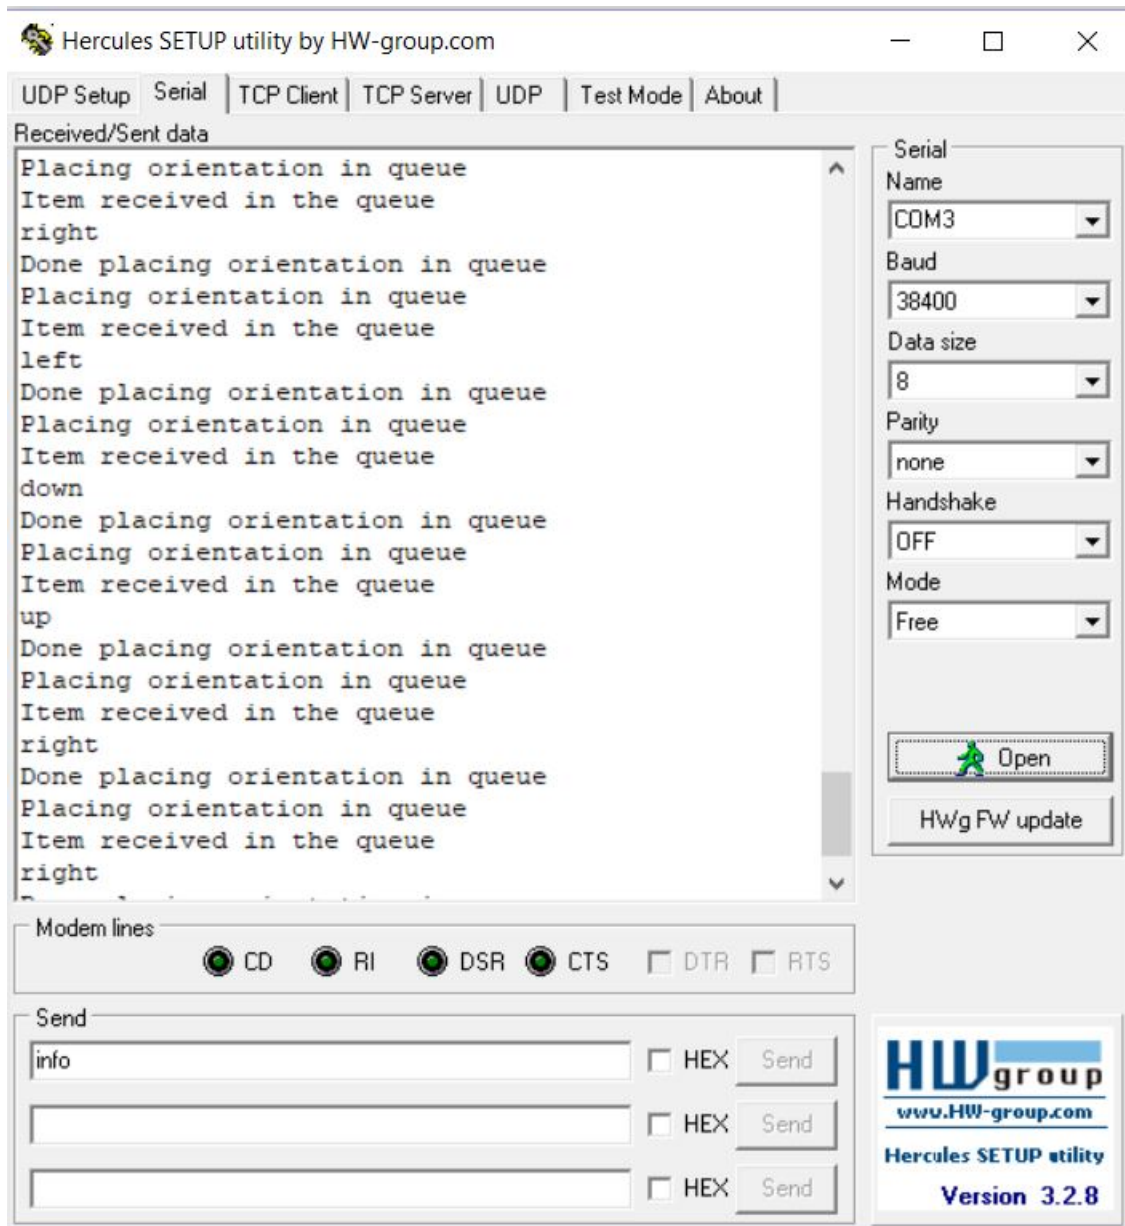 Hercules SETUP utility by HW-group.com
UDP Setup Serial TCP Client TCP Server UDP Test Mode About
Received/Sent data
Placing orientation in queue
Item received in the queue
right
Done placing orientation in queue
Placing orientation in queue
Item received in the queue
left
Done placing orientation in queue
Placing orientation in queue
Item received in the queue
down
Done placing orientation in queue
Placing orientation in queue
Item received in the queue
up
Done placing orientation in queue
Placing orientation in queue
Item received in the queue
right
Done placing orientation in queue
Placing orientation in queue
Item received in the queue
right
Serial
Name
COM3
Baud
38400
Data size
8
Parity
none
Handshake
OFF
Mode
Free
Open
HWg FW update
Modem lines
CD RI DSR CTS DTR RTS
Send
info HEX Send
HEX Send
HEX Send
HW group
www.HW-group.com
Hercules SETUP utility
Version 3.2.8